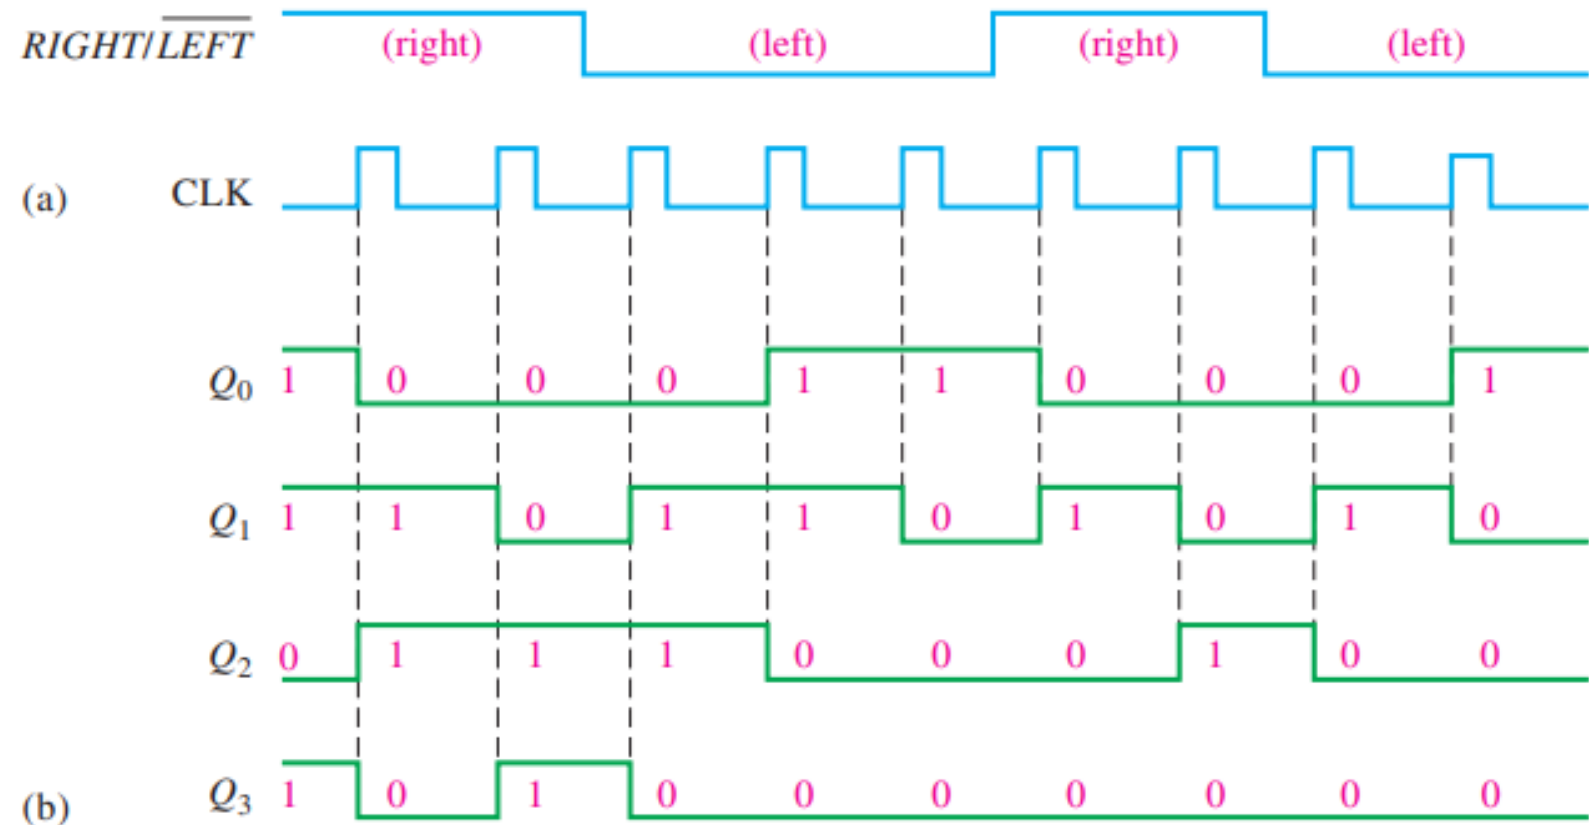 RIGHT/LEFT (right) (left) (right) (left)
(a) CLK
Q0 1 0 0 0 1 1 0 0 0 1
Q1 1 1 0 1 1 0 1 0 1 0
Q2 0 1 1 1 0 0 0 1 0 0
(b) Q3 1 0 1 0 0 0 0 0 0 0